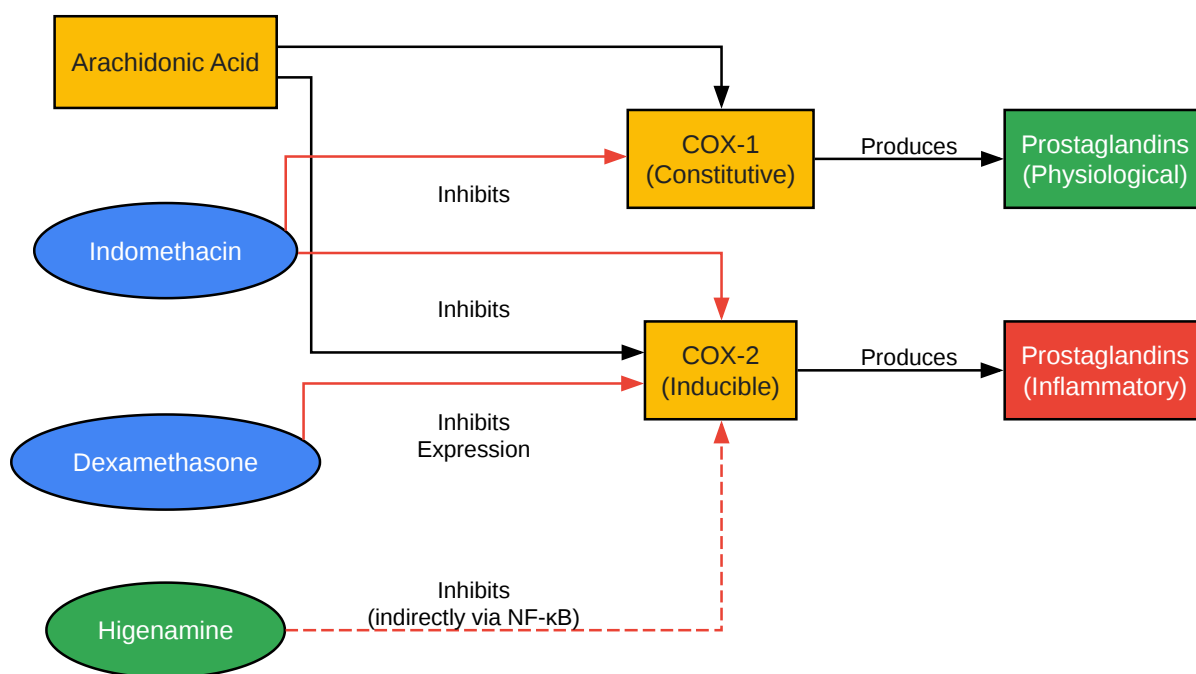 Arachidonic Acid
COX-1
(Constitutive)
Produces
Prostaglandins
(Physiological)
Inhibits
Indomethacin
Inhibits
COX-2
(Inducible)
Produces
Prostaglandins
(Inflammatory)
Inhibits
Expression
Dexamethasone
Inhibits
(indirectly via NF-κB)
Higenamine